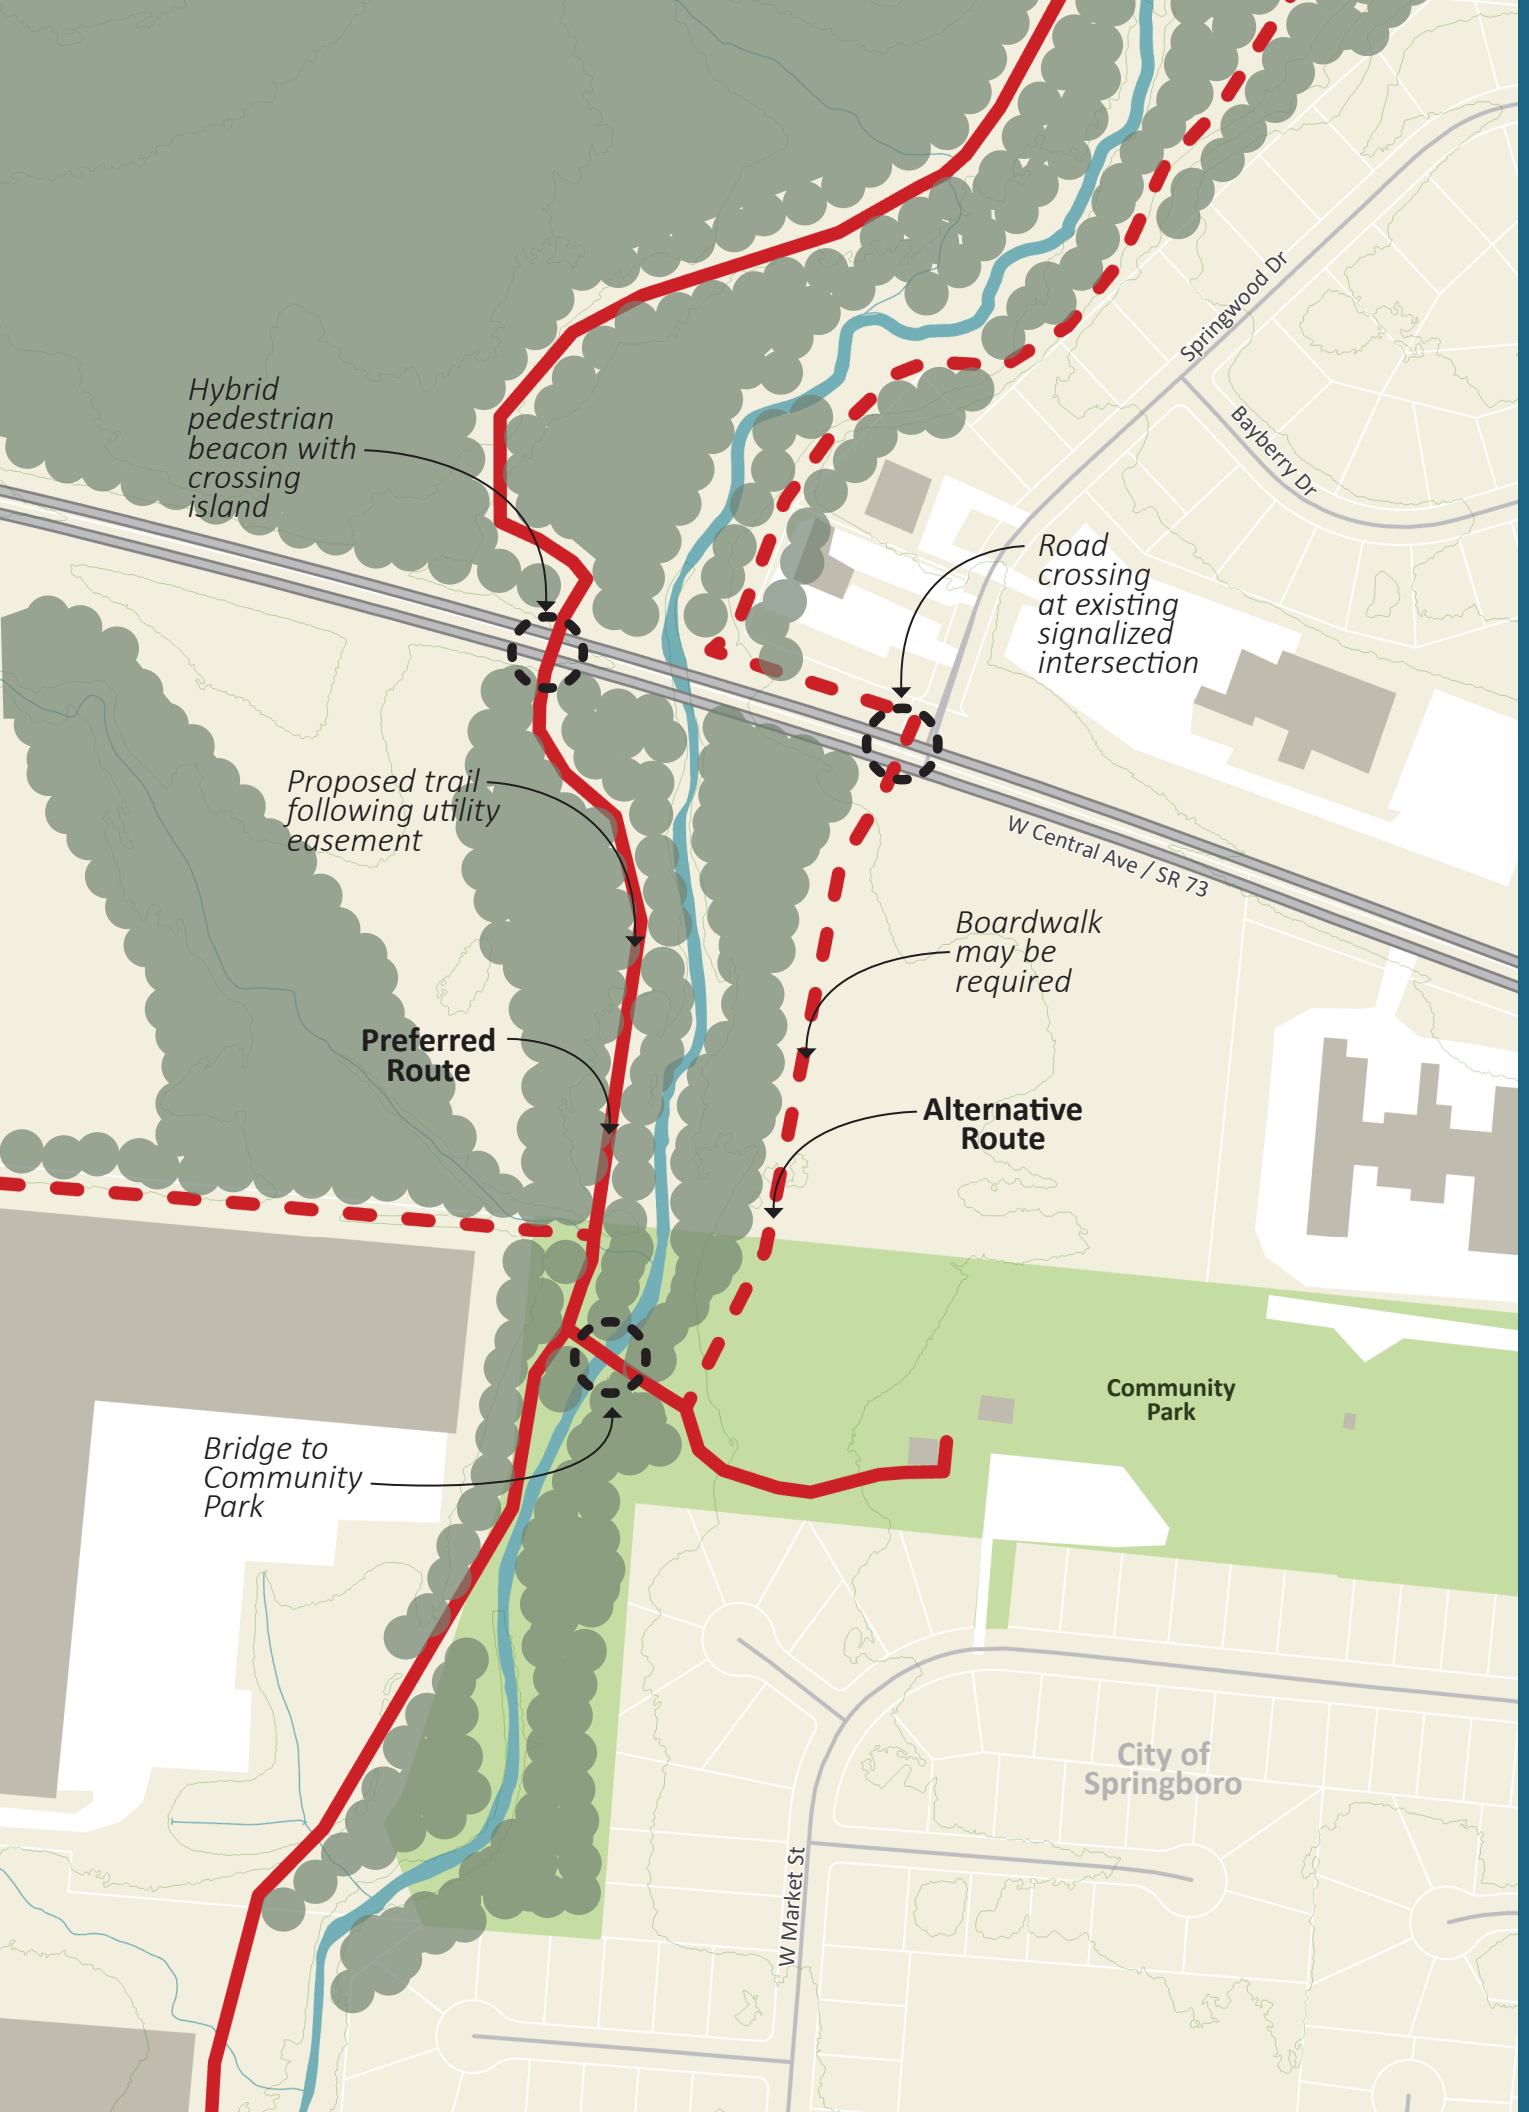 Springwood Dr
Hybrid
pedestrian
beacon with
crossing
island
Bayberry Dr
Road
crossing
at existing
signalized
intersection
Proposed trail
following utility
easement
W Central Ave / SR 73
Boardwalk
may be
required
Preferred
Route
Alternative
Route
Community
Park
Bridge to
Community
Park
City of
Springboro
W Market St